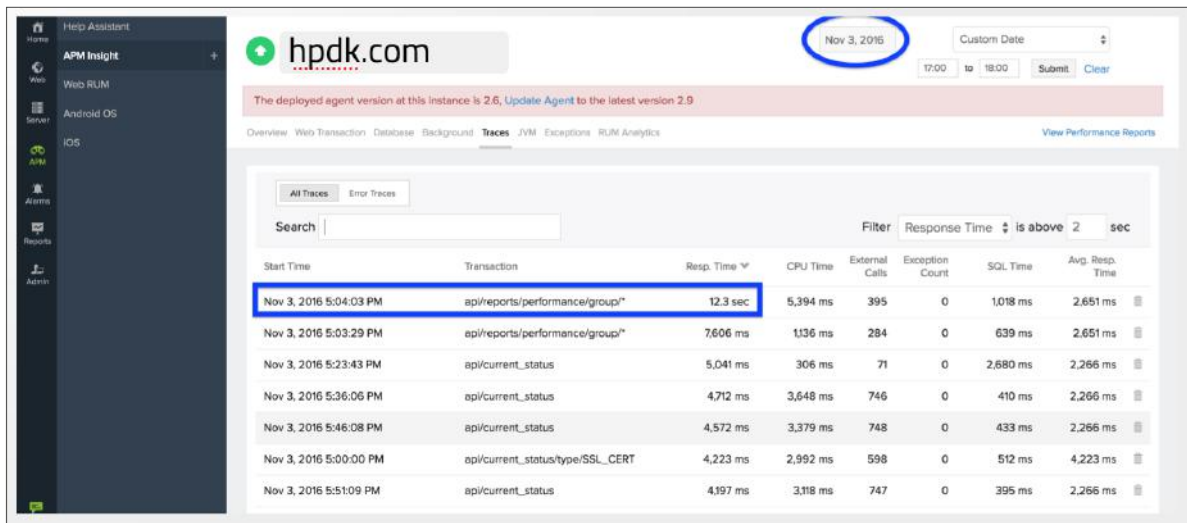 Home
Web
Server
APM
Alarms
Reports
Admin
Help Assistant
APM Insight +
Web RUM
Android OS
iOS
hpdk.com
Nov 3, 2016
Custom Date
17:00 to 18:00 Submit Clear
The deployed agent version at this instance is 2.6, Update Agent to the latest version 2.9
Overview Web Transaction Database Background Traces JVM Exceptions RUM Analytics View Performance Reports
All Traces Error Traces
Search Filter Response Time is above 2 sec
Start Time Transaction Resp. Time CPU Time External Calls Exception Count SQL Time Avg. Resp. Time
Nov 3, 2016 5:04:03 PM api/reports/performance/group/* 12.3 sec 5,394 ms 395 0 1,018 ms 2,651 ms
Nov 3, 2016 5:03:29 PM api/reports/performance/group/* 7,606 ms 1,136 ms 284 0 639 ms 2,651 ms
Nov 3, 2016 5:23:43 PM api/current_status 5,041 ms 306 ms 71 0 2,680 ms 2,266 ms
Nov 3, 2016 5:36:06 PM api/current_status 4,712 ms 3,648 ms 746 0 410 ms 2,266 ms
Nov 3, 2016 5:46:08 PM api/current_status 4,572 ms 3,379 ms 748 0 433 ms 2,266 ms
Nov 3, 2016 5:00:00 PM api/current_status/type/SSL_CERT 4,223 ms 2,992 ms 598 0 512 ms 4,223 ms
Nov 3, 2016 5:51:09 PM api/current_status 4,197 ms 3,118 ms 747 0 395 ms 2,266 ms